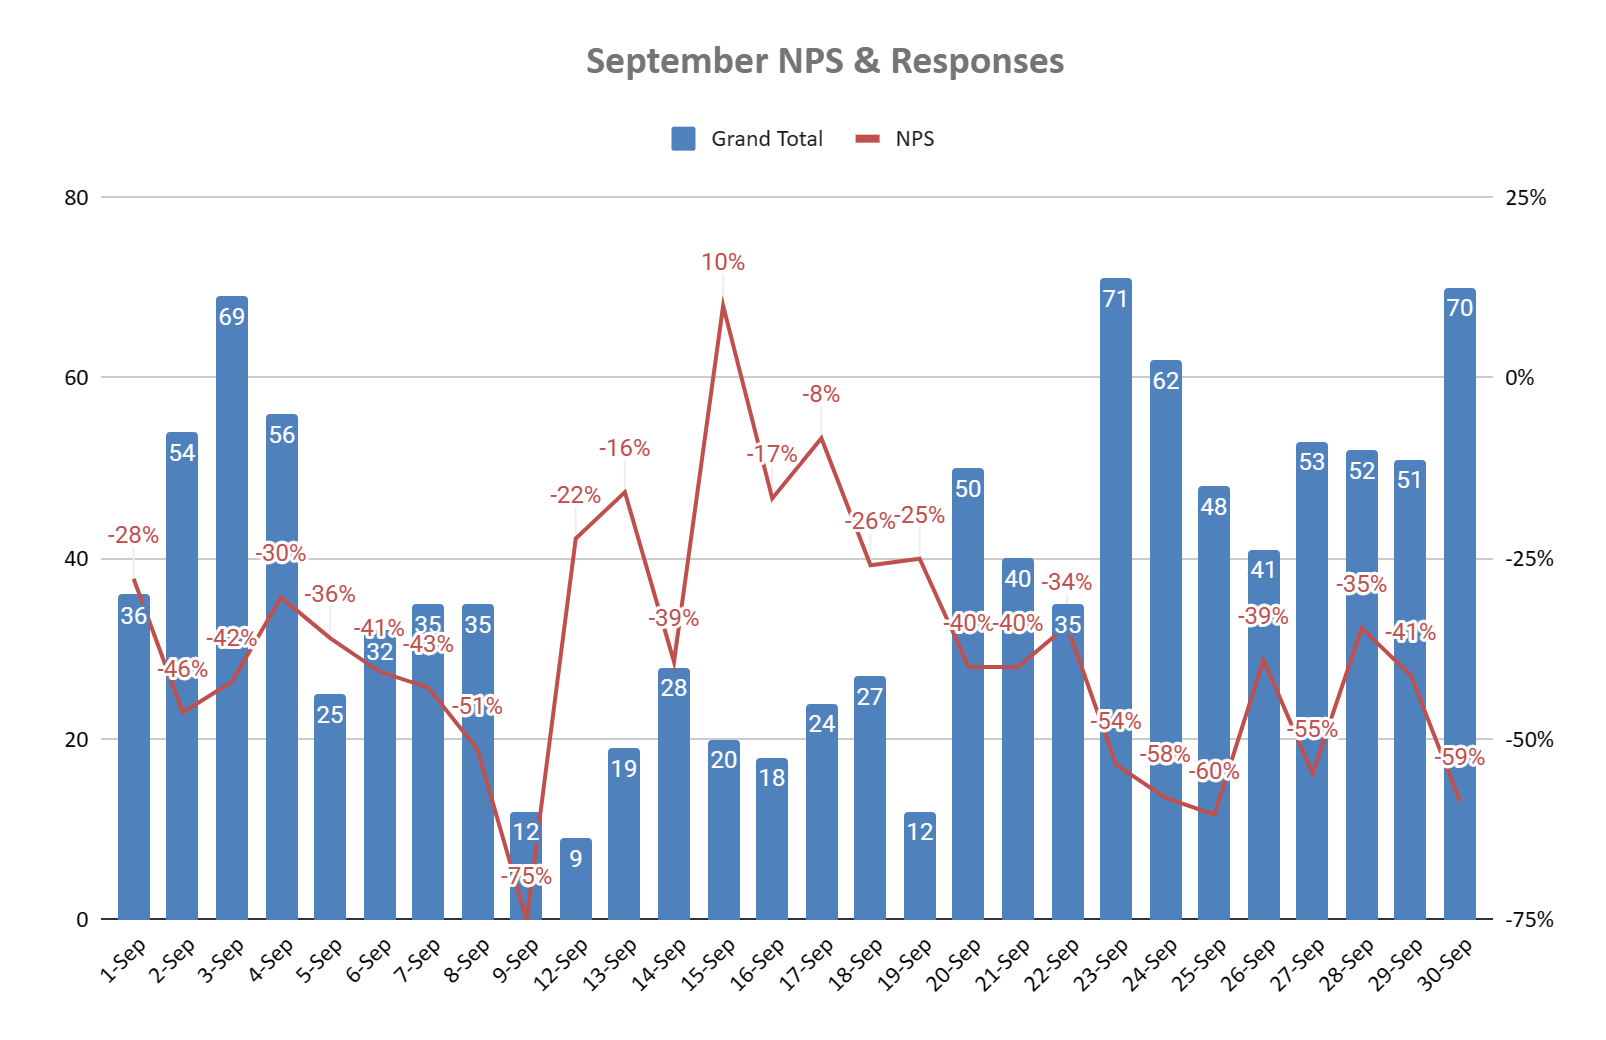 September NPS & Responses
Grand Total NPS
80 25%
10%
71
70
69
60 0%
62
-8%
56
54
-16%
-17%
53
52
51
50
-22%
48
-28%
-26%
-25%
40 -25%
-30%
41
40
-34%
-35%
-36%
36
-39%
-39%
-41%
35
35
-40%
-40%
35
-41%
-42%
32
-43%
-46%
28
27
-51%
25
24
-54%
-55%
20 -50%
20
-58%
-59%
19
18
-60%
12
12
9
-75%
0 -75%
1-Sep
2-Sep
3-Sep
4-Sep
5-Sep
6-Sep
7-Sep
8-Sep
9-Sep
12-Sep
13-Sep
14-Sep
15-Sep
16-Sep
17-Sep
18-Sep
19-Sep
20-Sep
21-Sep
22-Sep
23-Sep
24-Sep
25-Sep
26-Sep
27-Sep
28-Sep
29-Sep
30-Sep